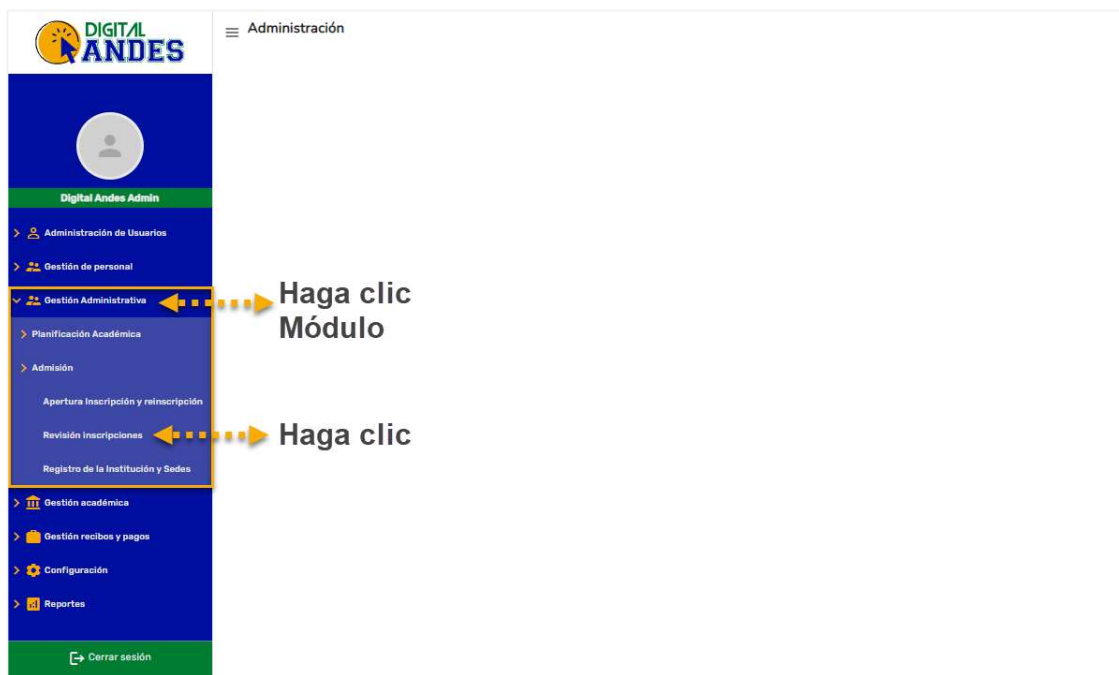 DIGITAL
ANDES
Administración
Digital Andes Admin
Administración de Usuarios
Gestión de personal
Gestión Administrativa
Haga clic
Módulo
Planificación Académica
Admisión
Apertura Inscripción y reinscripción
Revisión inscripciones
Haga clic
Registro de la Institución y Sedes
Gestión académica
Gestión recibos y pagos
Configuración
Reportes
Cerrar sesión